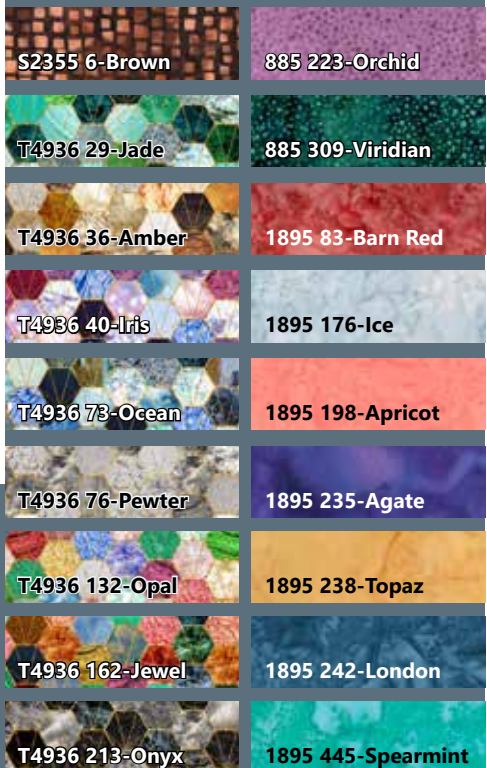 S2355 6-Brown
885 223-Orchid
T4936 29-Jade
885 309-Viridian
T4936 36-Amber
1895 83-Barn Red
T4936 40-Iris
1895 176-Ice
T4936 73-Ocean
1895 198-Apricot
T4936 76-Pewter
1895 235-Agate
T4936 132-Opal
1895 238-Topaz
T4936 162-Jewel
1895 242-London
T4936 213-Onyx
1895 445-Spearmint